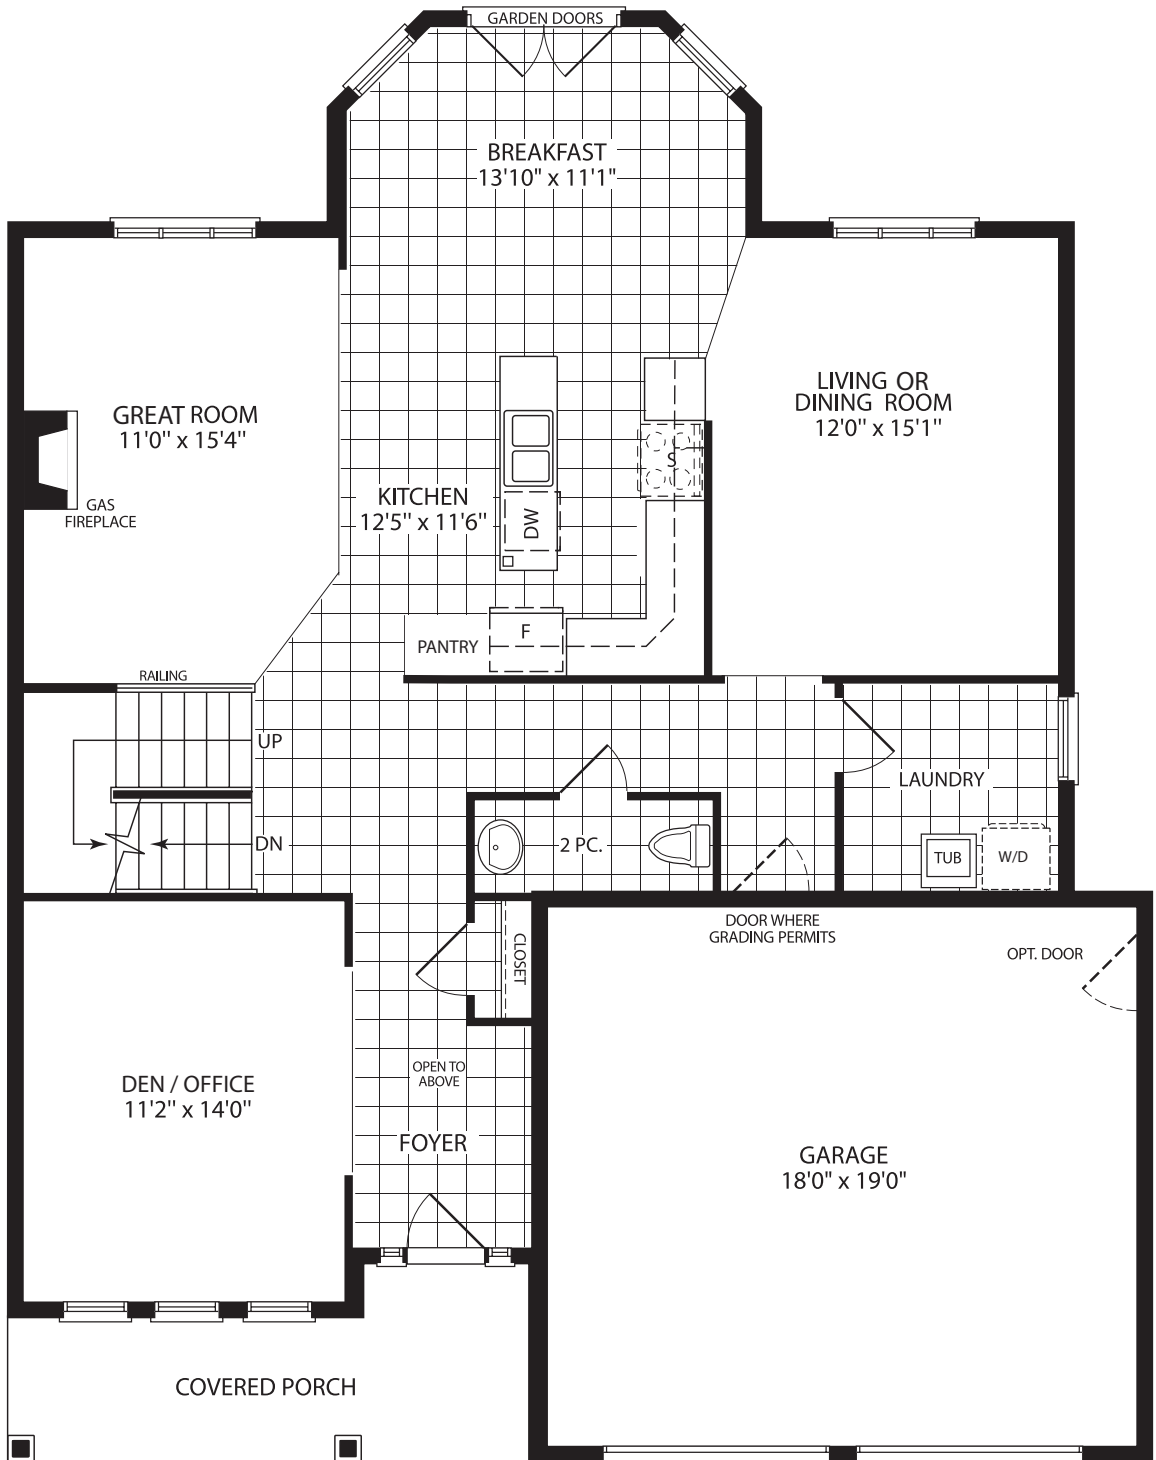 GARDEN DOORS
BREAKFAST
13'10" x 11'1"
GREAT ROOM
11'0" x 15'4"
GAS
FIREPLACE
LIVING OR
DINING ROOM
12'0" x 15'1"
KITCHEN
12'5" x 11'6"
S
DW
PANTRY
F
RAILING
UP
DN
2 PC.
LAUNDRY
TUB
W/D
DOOR WHERE
GRADING PERMITS
OPT. DOOR
CLOSET
OPEN TO
ABOVE
FOYER
DEN / OFFICE
11'2" x 14'0"
GARAGE
18'0" x 19'0"
COVERED PORCH